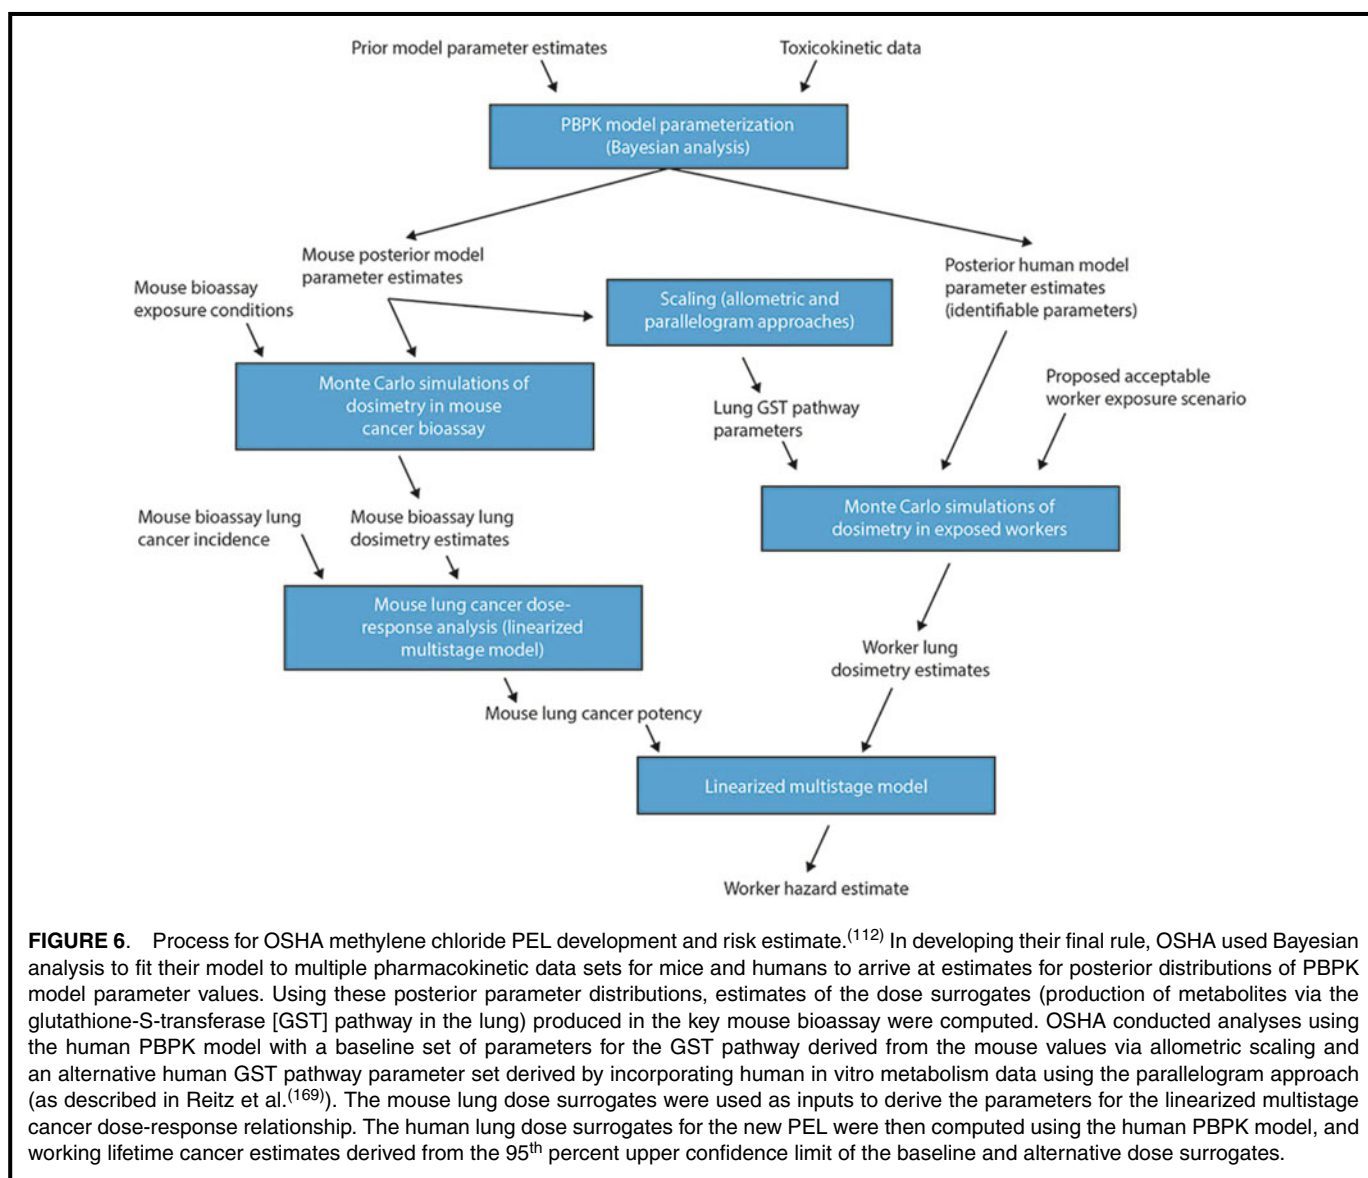 Prior model parameter estimates
Toxicokinetic data
PBPK model parameterization
(Bayesian analysis)
Mouse posterior model
parameter estimates
Mouse bioassay
exposure conditions
Scaling (allometric and
parallelogram approaches)
Posterior human model
parameter estimates
(identifiable parameters)
Monte Carlo simulations of
dosimetry in mouse
cancer bioassay
Lung GST pathway
parameters
Proposed acceptable
worker exposure scenario
Monte Carlo simulations of
dosimetry in exposed workers
Mouse bioassay lung
cancer incidence
Mouse bioassay lung
dosimetry estimates
Mouse lung cancer dose-
response analysis (linearized
multistage model)
Worker lung
dosimetry estimates
Mouse lung cancer potency
Linearized multistage model
Worker hazard estimate
FIGURE 6. Process for OSHA methylene chloride PEL development and risk estimate.(112) In developing their final rule, OSHA used Bayesian
analysis to fit their model to multiple pharmacokinetic data sets for mice and humans to arrive at estimates for posterior distributions of PBPK
model parameter values. Using these posterior parameter distributions, estimates of the dose surrogates (production of metabolites via the
glutathione-S-transferase [GST] pathway in the lung) produced in the key mouse bioassay were computed. OSHA conducted analyses using
the human PBPK model with a baseline set of parameters for the GST pathway derived from the mouse values via allometric scaling and
an alternative human GST pathway parameter set derived by incorporating human in vitro metabolism data using the parallelogram approach
(as described in Reitz et al.(169)). The mouse lung dose surrogates were used as inputs to derive the parameters for the linearized multistage
cancer dose-response relationship. The human lung dose surrogates for the new PEL were then computed using the human PBPK model, and
working lifetime cancer estimates derived from the 95th percent upper confidence limit of the baseline and alternative dose surrogates.